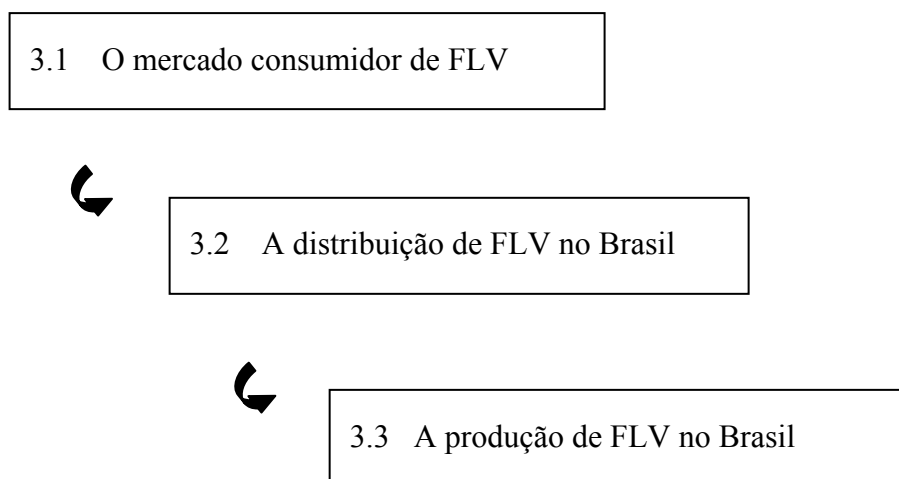 3.1 O mercado consumidor de FLV
3.2 A distribuição de FLV no Brasil
3.3 A produção de FLV no Brasil